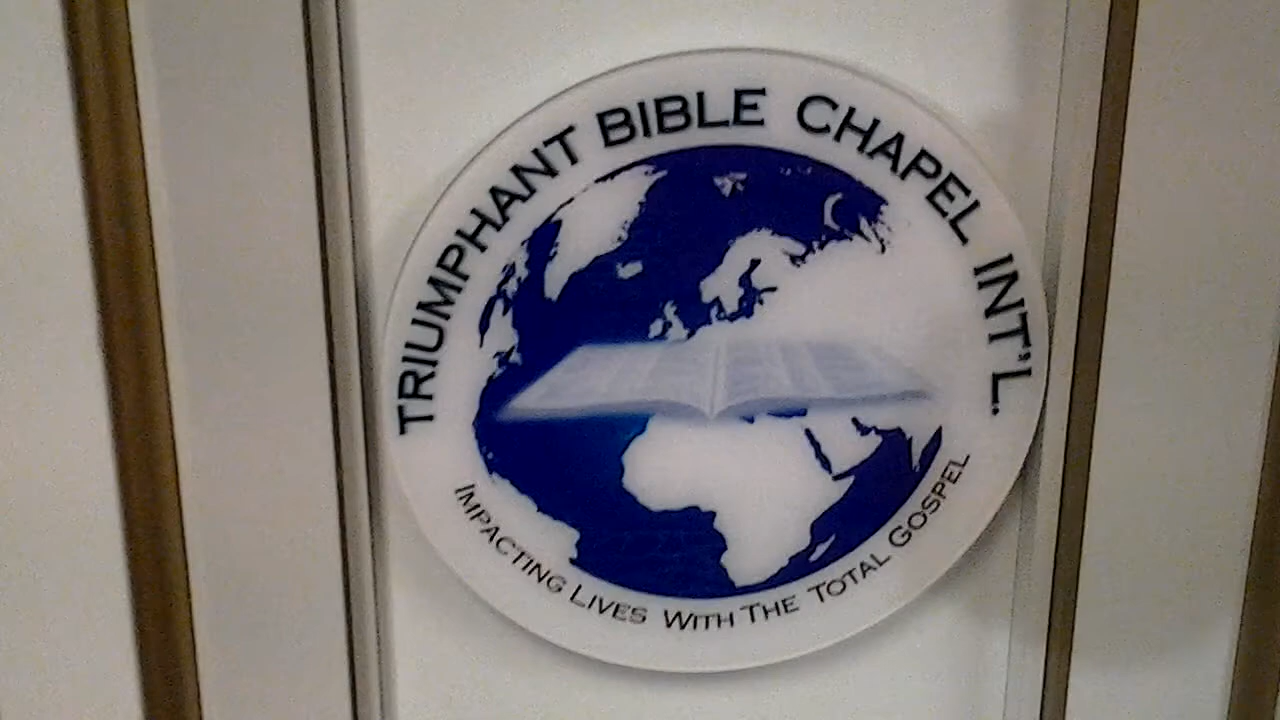 TRIUMPHANT BIBLE CHAPEL INT'L.
IMPACTING LIVES WITH THE TOTAL GOSPEL